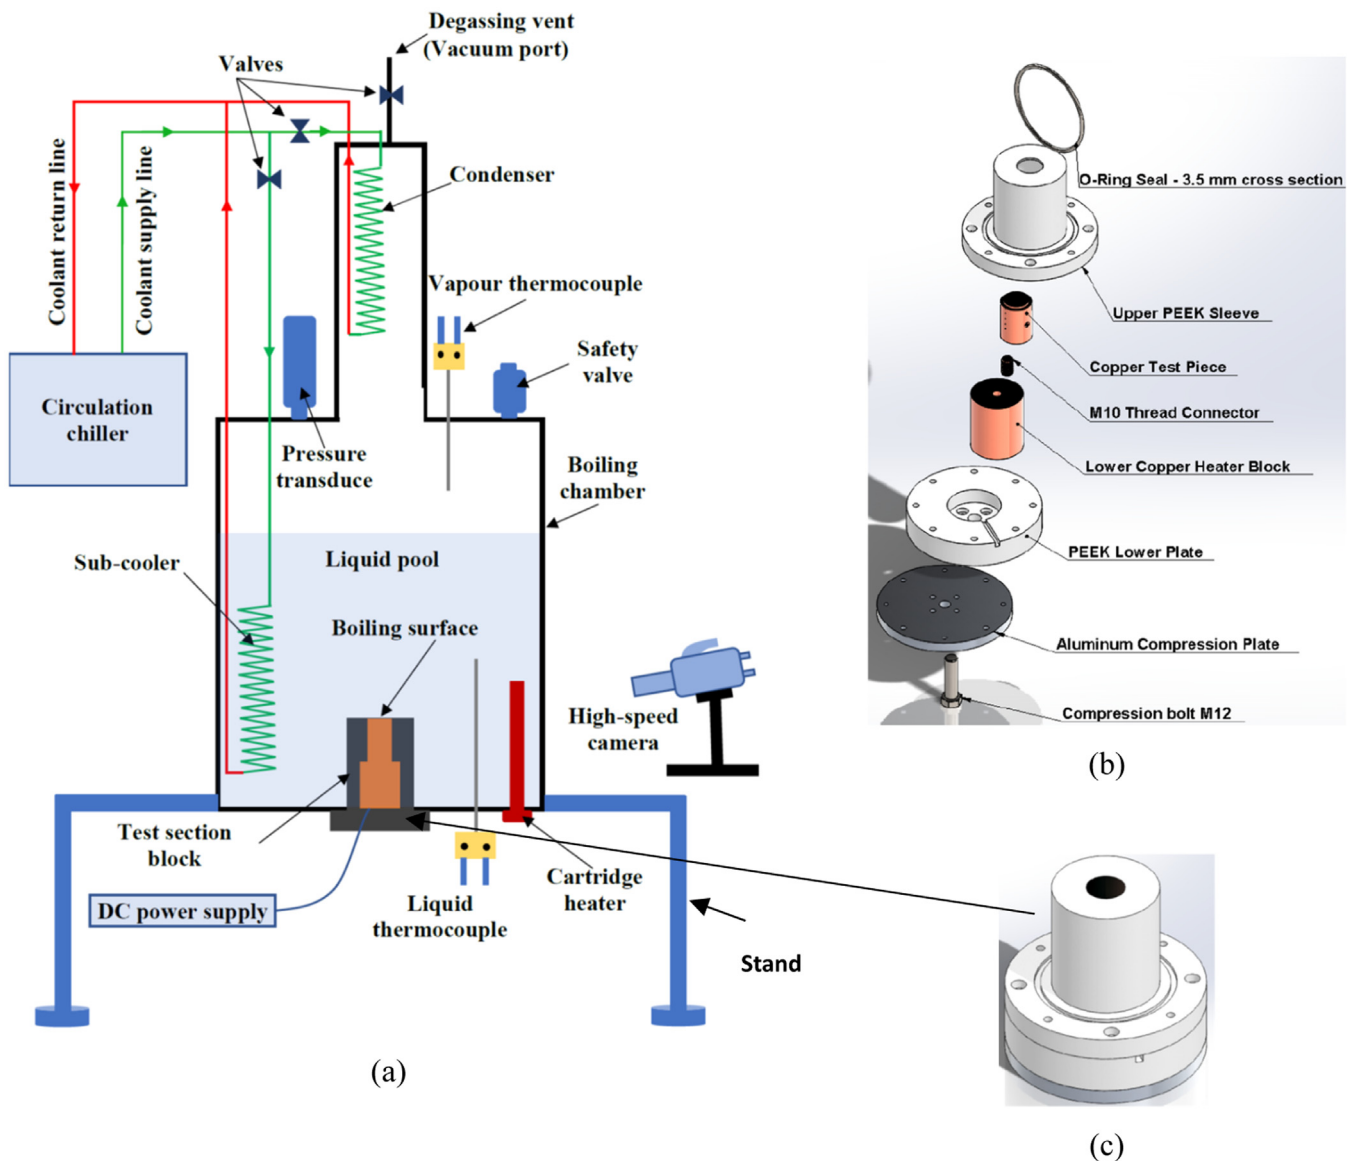 Degassing vent
(Vacuum port)
Valves
Coolant return line
Coolant supply line
Condenser
Vapour thermocouple
Safety
valve
Circulation
chiller
Pressure
transduce
Boiling
chamber
Liquid pool
Sub-cooler
Boiling surface
High-speed
camera
Test section
block
DC power supply
Liquid
thermocouple
Cartridge
heater
Stand
(a)
O-Ring Seal - 3.5 mm cross section
Upper PEEK Sleeve
Copper Test Piece
M10 Thread Connector
Lower Copper Heater Block
PEEK Lower Plate
Aluminum Compression Plate
Compression bolt M12
(b)
(c)